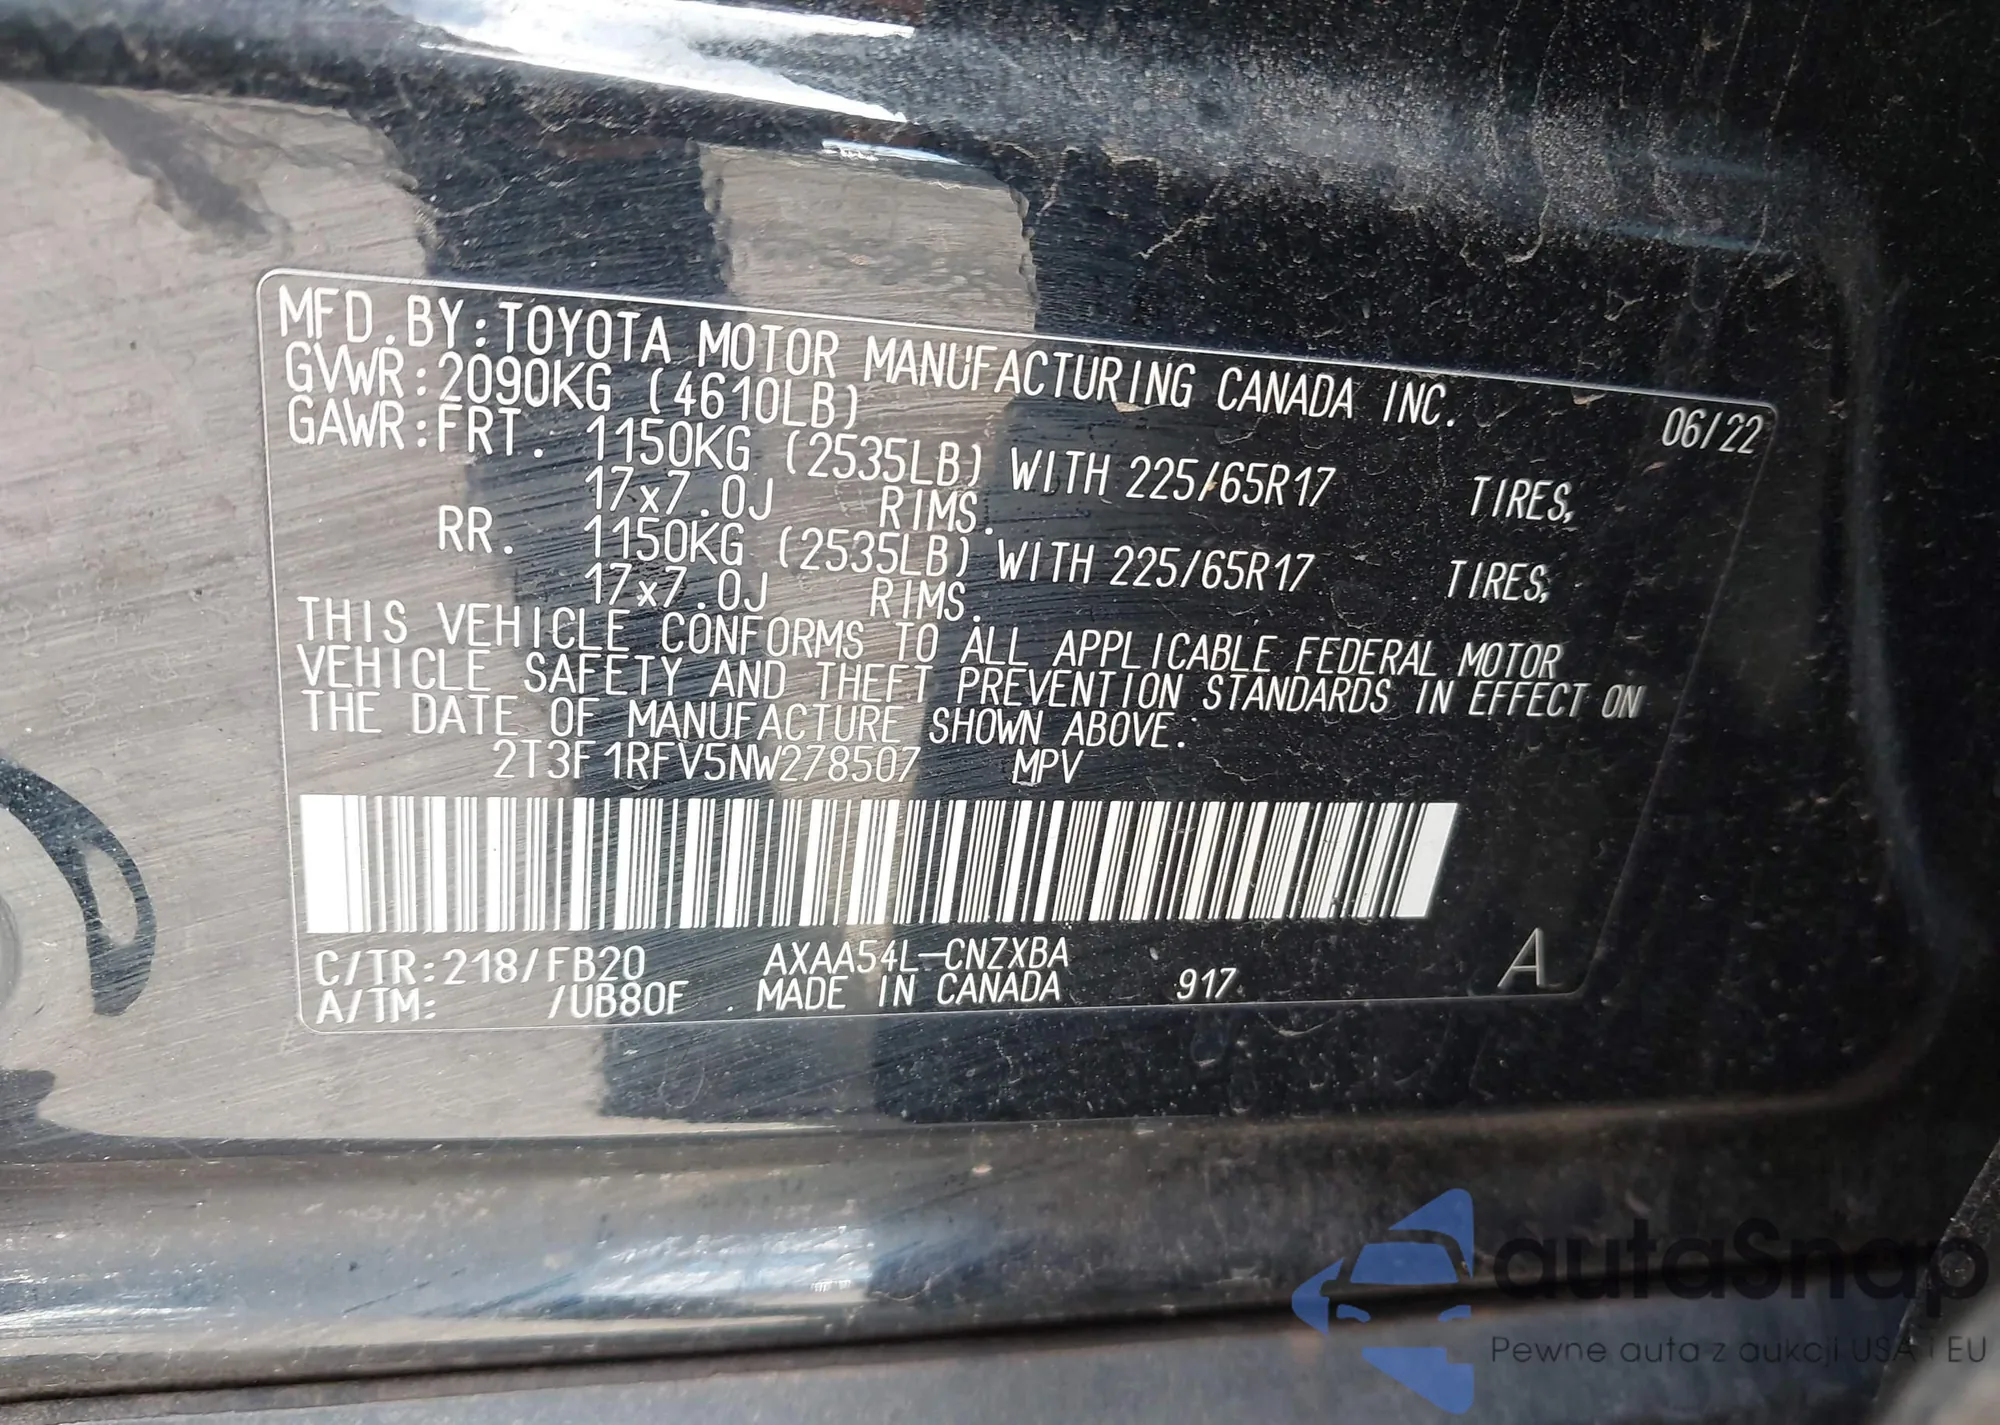 MFD.BY:TOYOTA MOTOR MANUFACTURING CANADA INC. 06/22
GVWR:2090KG (4610LB)
GAWR:FRT. 1150KG (2535LB) WITH 225/65R17 TIRES,
17x7.0J RIMS.
RR. 1150KG (2535LB) WITH 225/65R17 TIRES,
17x7.0J RIMS.
THIS VEHICLE CONFORMS TO ALL APPLICABLE FEDERAL MOTOR
VEHICLE SAFETY AND THEFT PREVENTION STANDARDS IN EFFECT ON
THE DATE OF MANUFACTURE SHOWN ABOVE.
2T3F1RFV5NW278507 MPV
C/TR:218/FB20 AXAA54L-CNZXBA
A/TM: /UB80F MADE IN CANADA 917 A
autaSnap
Pewne auta z aukcji USA i EU